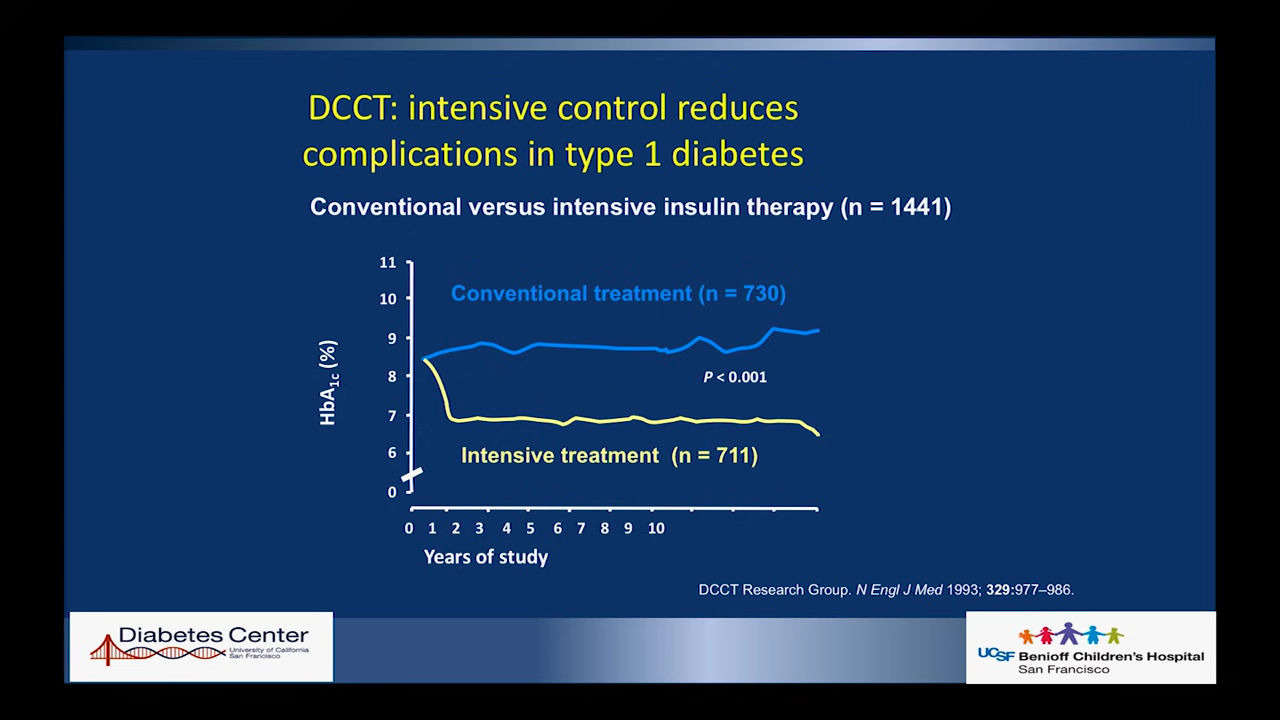 DCCT: intensive control reduces
complications in type 1 diabetes
Conventional versus intensive insulin therapy (n = 1441)
11
Conventional treatment (n = 730)
10
9
HbA1c (%)
8
P < 0.001
7
6
Intensive treatment (n = 711)
0
0 1 2 3 4 5 6 7 8 9 10
Years of study
DCCT Research Group. N Engl J Med 1993; 329:977–986.
Diabetes Center
University of California
San Francisco
UCSF Benioff Children's Hospital
San Francisco